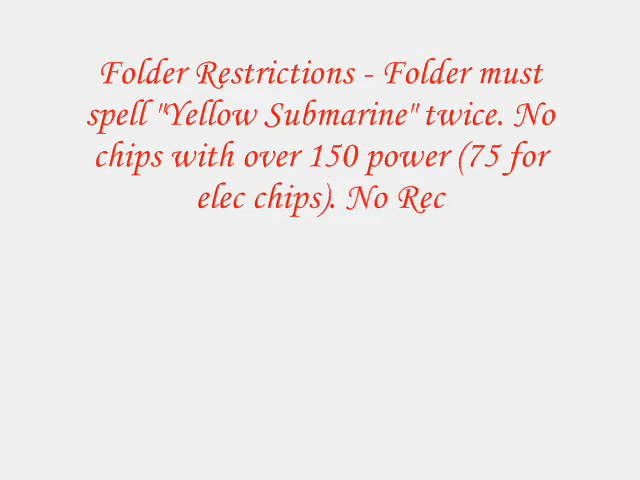 Folder Restrictions - Folder must
spell "Yellow Submarine" twice. No
chips with over 150 power (75 for
elec chips). No Rec